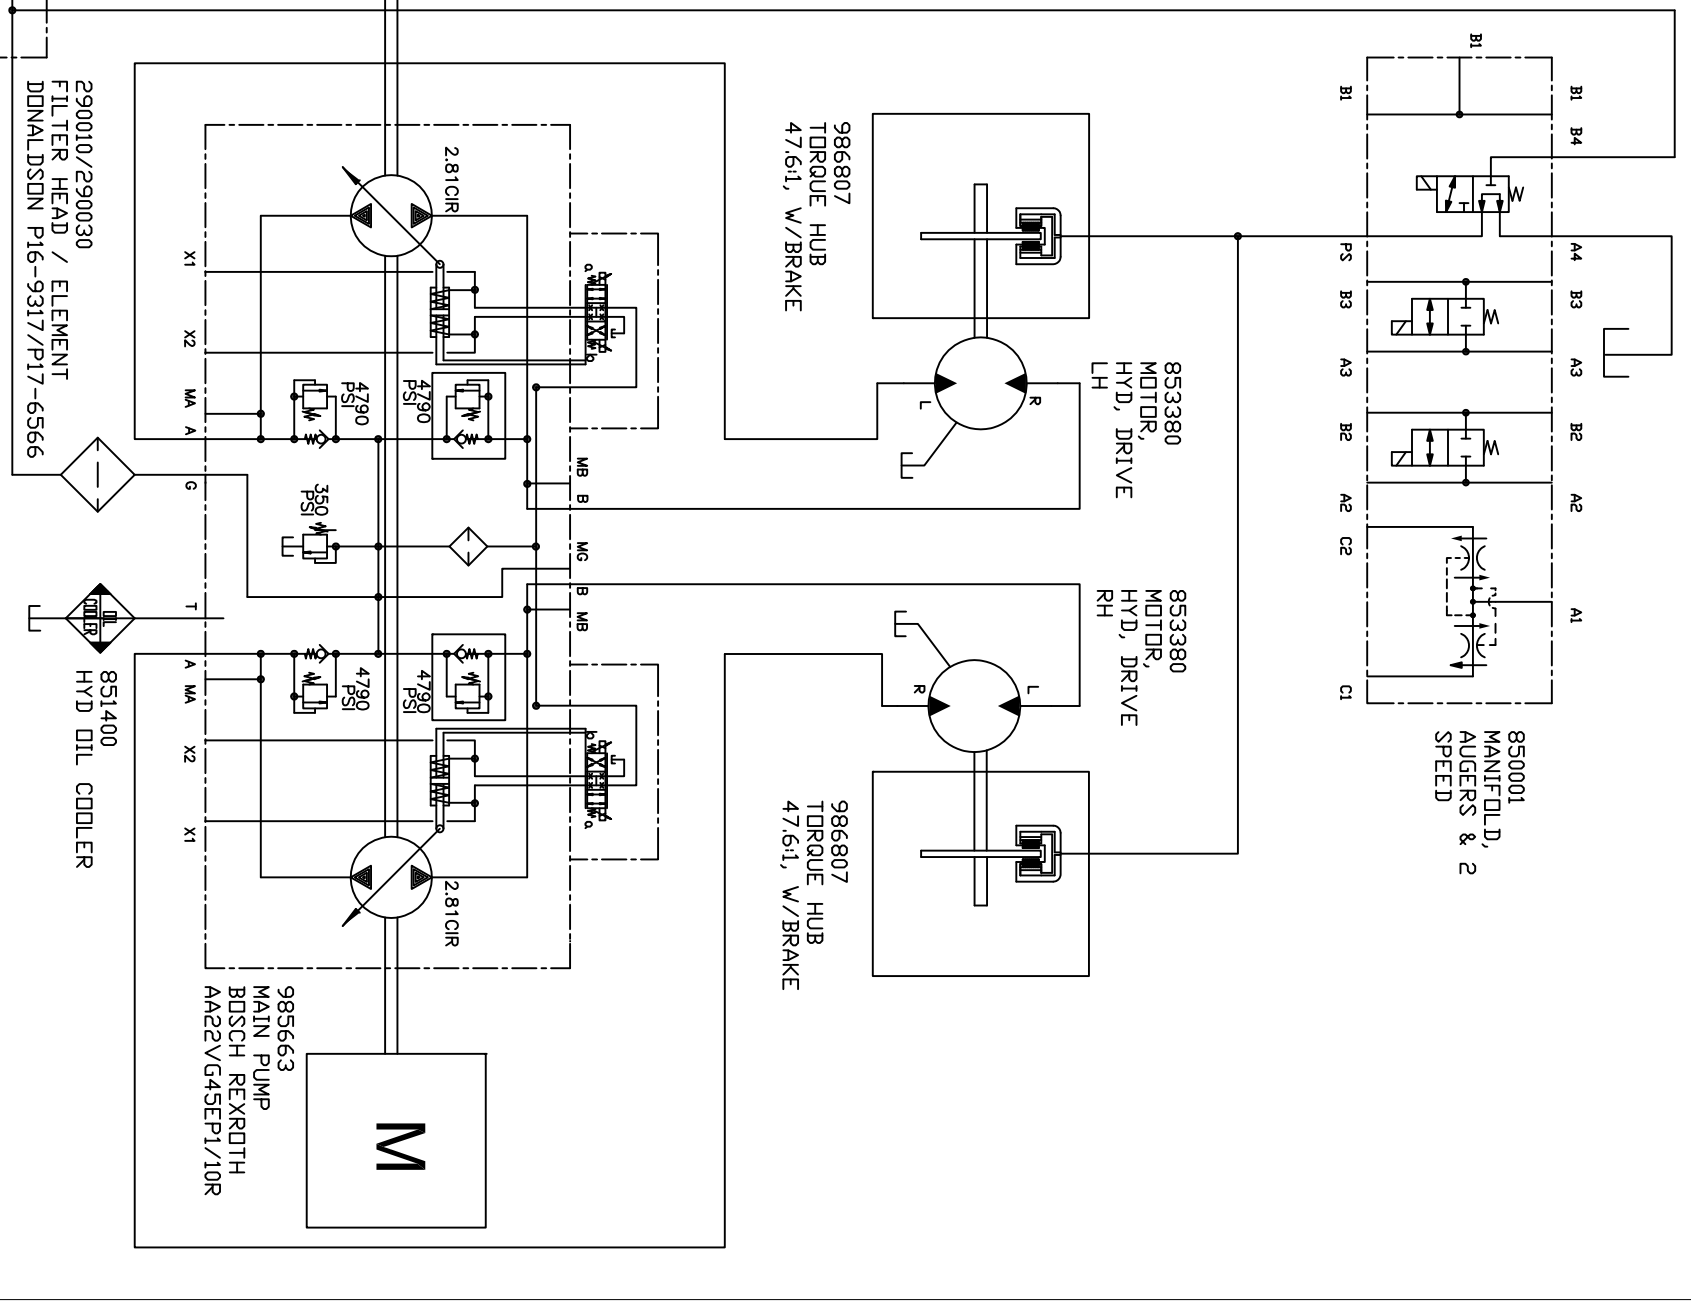 B1
B1
B1
B4
PS
A4
B3
B3
A3
A3
B2
B2
A2
A2
C2
A1
C1
850001
MANIFOLD,
AUGERS & 2
SPEED
986807
TORQUE HUB
47.6:1, W/BRAKE
853380
MOTOR,
HYD, DRIVE
LH
L
R
853380
MOTOR,
HYD, DRIVE
RH
R
L
986807
TORQUE HUB
47.6:1, W/BRAKE
2.81CIR
X1
X2
MA
A
G
T
A
MA
X2
X1
a
b
4790
PSI
4790
PSI
MB
B
MG
B
MB
350
PSI
4790
PSI
4790
PSI
b
a
2.81CIR
290010/290030
FILTER HEAD / ELEMENT
DONALDSON P16-9317/P17-6566
OIL
COOLER
851400
HYD OIL COOLER
985663
MAIN PUMP
BOSCH REXROTH
AA22VG45EP1/10R
M